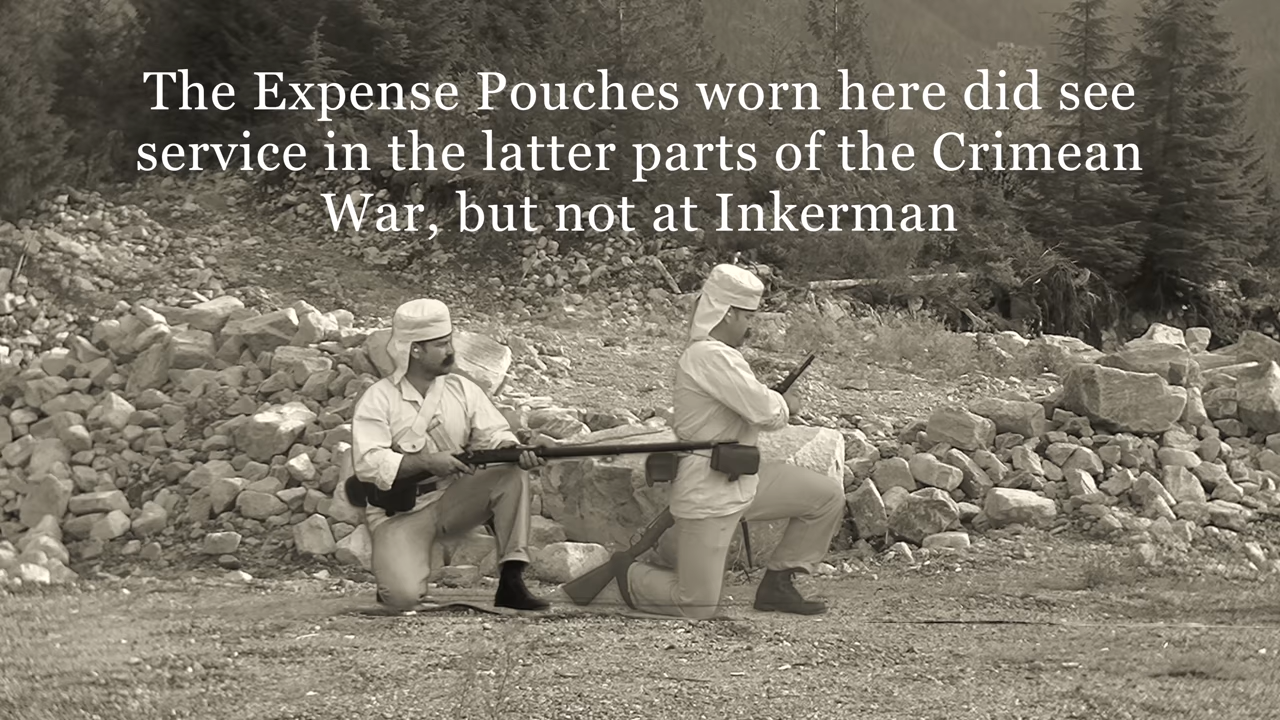 The Expense Pouches worn here did see
service in the latter parts of the Crimean
War, but not at Inkerman